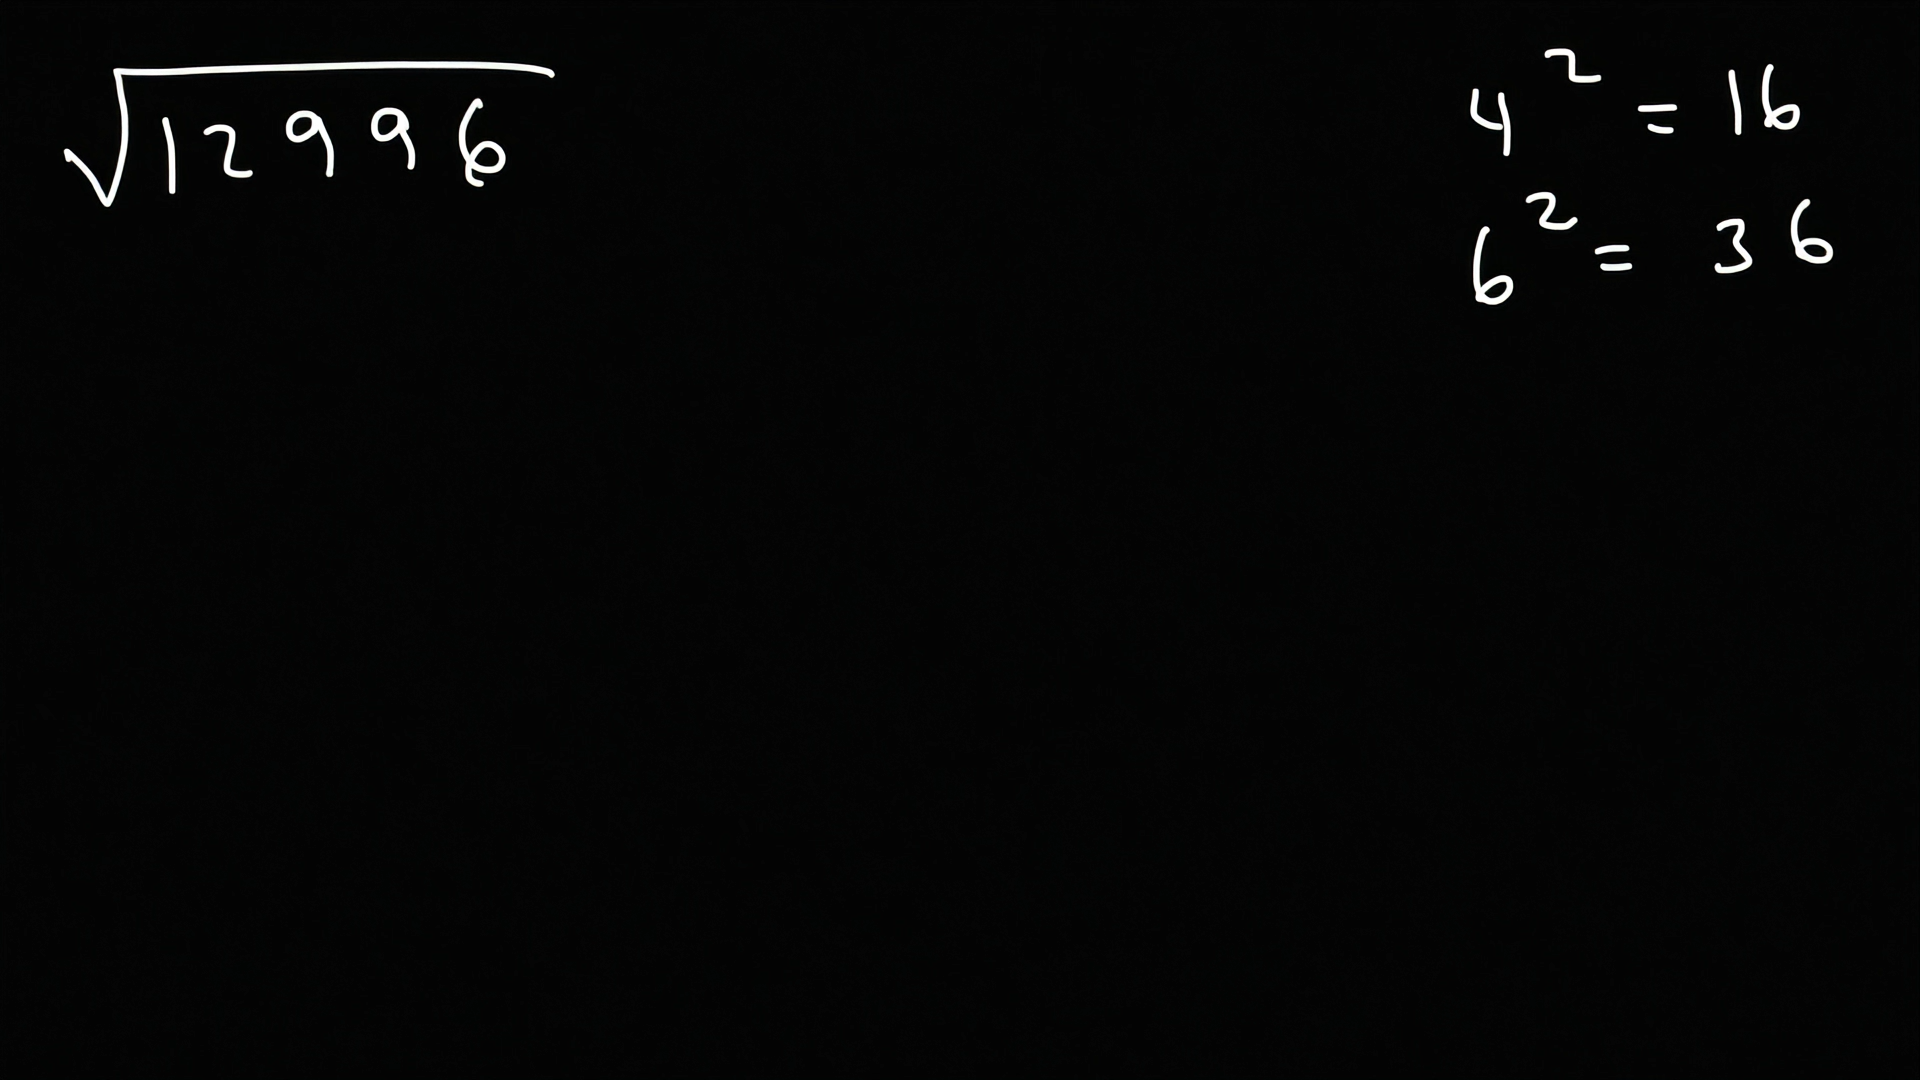 √12996
4² = 16
6² = 36